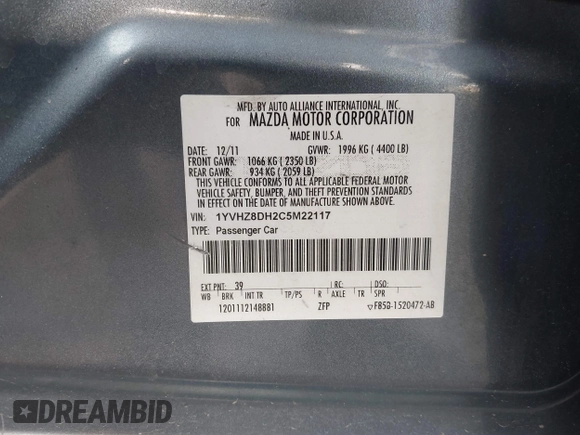 MFD. BY AUTO ALLIANCE INTERNATIONAL, INC.
FOR MAZDA MOTOR CORPORATION
MADE IN U.S.A.
12/11 GVWR: 1996 KG ( 4400 LB)
FRONT GAWR: 1066 KG ( 2350 LB)
REAR GAWR: 934 KG ( 2059 LB)
THIS VEHICLE CONFORMS TO ALL APPLICABLE FEDERAL MOTOR
VEHICLE SAFETY, BUMPER, AND THEFT PREVENTION STANDARDS
IN EFFECT ON THE DATE OF MANUFACTURE SHOWN ABOVE.
VIN: 1YVHZ8DH2C5M22117
TYPE: Passenger Car
EXT PNT: 39 RC: DSO:
WB BRK INT TR TP/PS R AXLE TR SPR
1201112148881 ZFP F85B-1520472-AB
DREAMBID